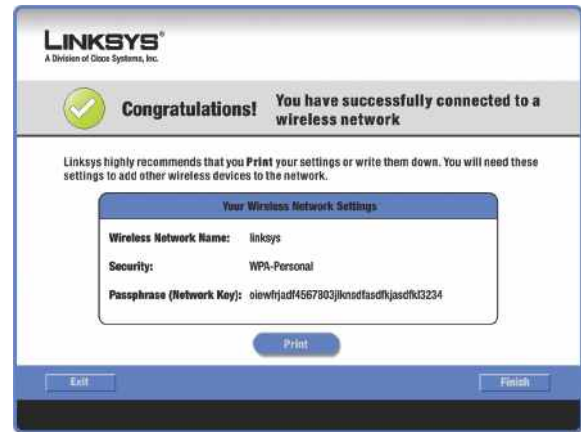 LINKSYS®
A Division of Cisco Systems, Inc.
Congratulations!
You have successfully connected to a
wireless network
Linksys highly recommends that you Print your settings or write them down. You will need these
settings to add other wireless devices to the network.
Your Wireless Network Settings
Wireless Network Name: linksys
Security: WPA-Personal
Passphrase (Network Key): oiewfrjadf4567803jlknsdfasdfkjasdfkl3234
Print
Exit
Finish